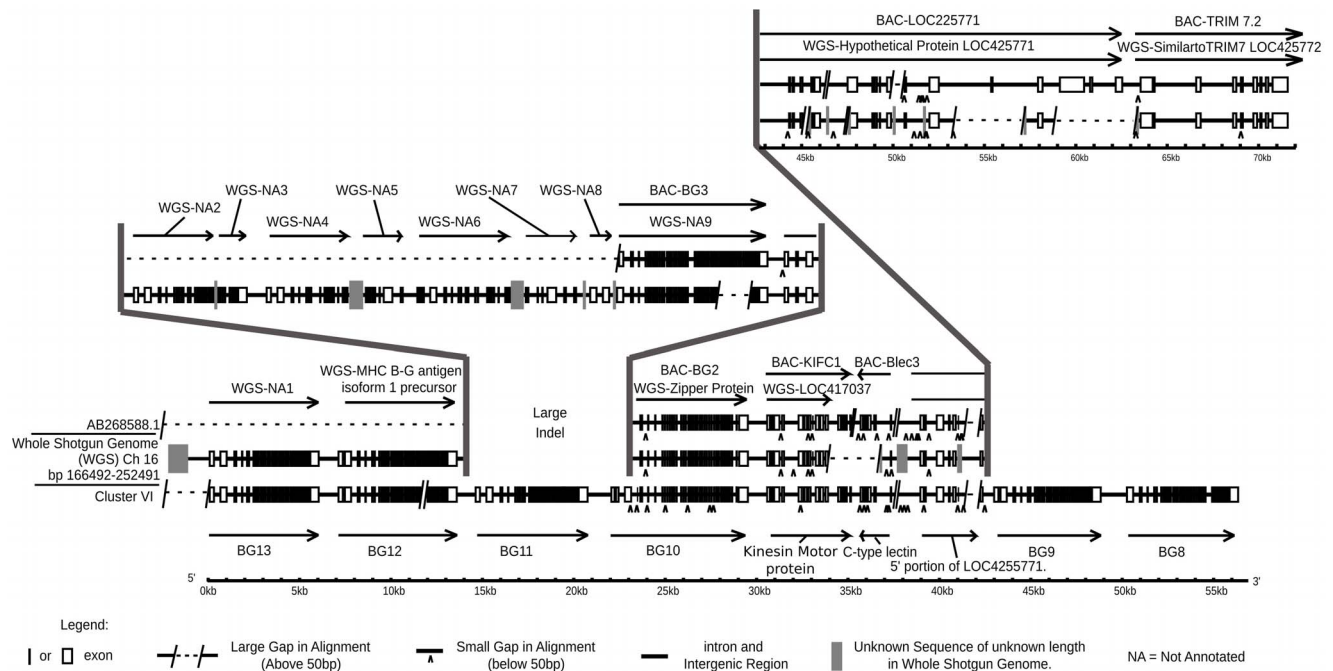 BAC-LOC225771
BAC-TRIM 7.2
WGS-Hypothetical Protein LOC425771
WGS-SimilartoTRIM7 LOC425772
45kb 50kb 55kb 60kb 65kb 70kb
WGS-NA2
WGS-NA3
WGS-NA4
WGS-NA5
WGS-NA6
WGS-NA7
WGS-NA8
BAC-BG3
WGS-NA9
WGS-NA1
WGS-MHC B-G antigen
isoform 1 precursor
Large
Indel
BAC-BG2
WGS-Zipper Protein
BAC-KIFC1
BAC-Blec3
WGS-LOC417037
AB268588.1
Whole Shotgun Genome
(WGS) Ch 16
bp 166492-252491
Cluster VI
BG13
BG12
BG11
BG10
Kinesin Motor
protein
C-type lectin
5' portion of LOC4255771.
BG9
BG8
5'
3'
0kb 5kb 10kb 15kb 20kb 25kb 30kb 35kb 40kb 45kb 50kb 55kb
Legend:
or
exon
Large Gap in Alignment
(Above 50bp)
Small Gap in Alignment
(below 50bp)
intron and
Intergenic Region
Unknown Sequence of unknown length
in Whole Shotgun Genome.
NA = Not Annotated